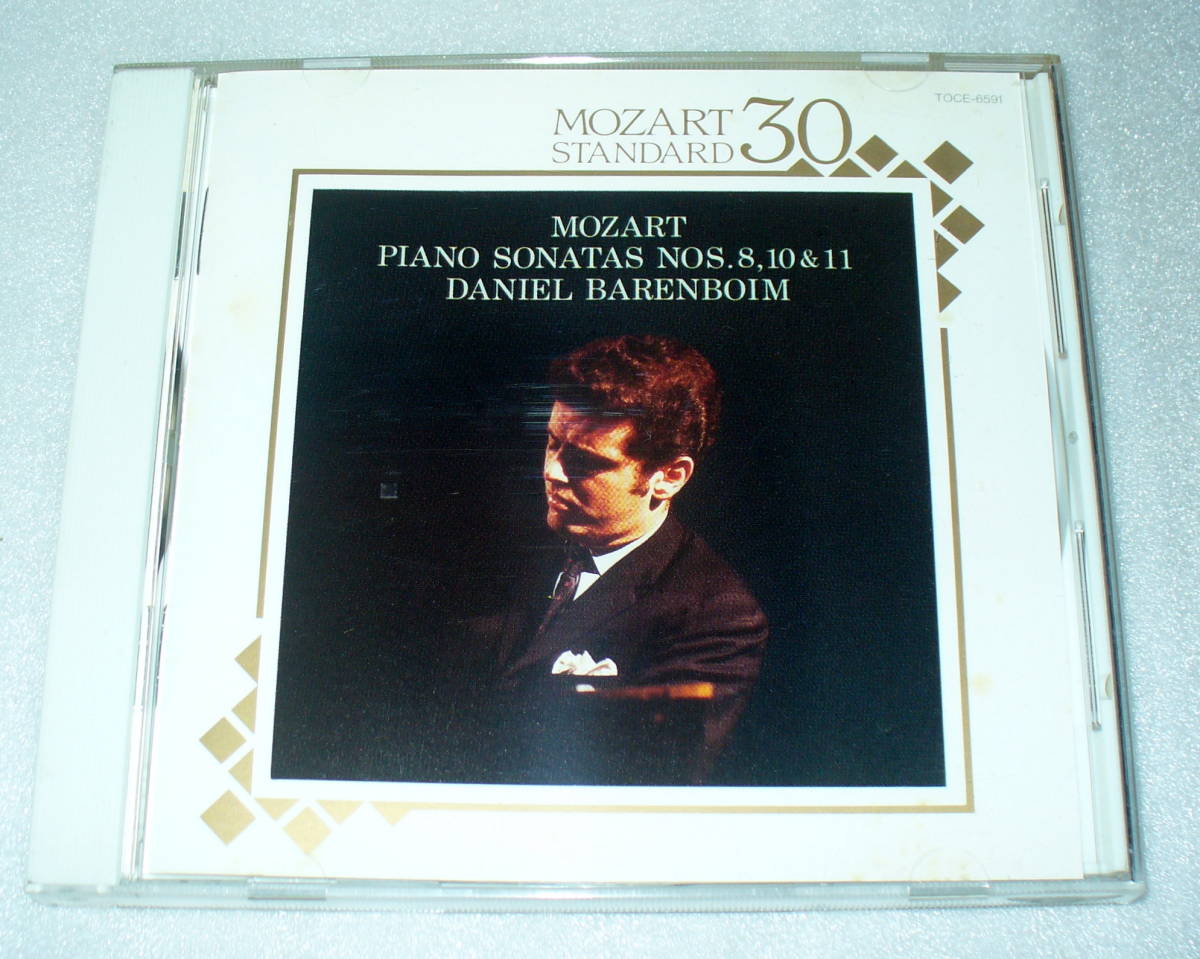 TOCE-6591
MOZART 30
STANDARD
MOZART
PIANO SONATAS NOS.8,10&11
DANIEL BARENBOIM